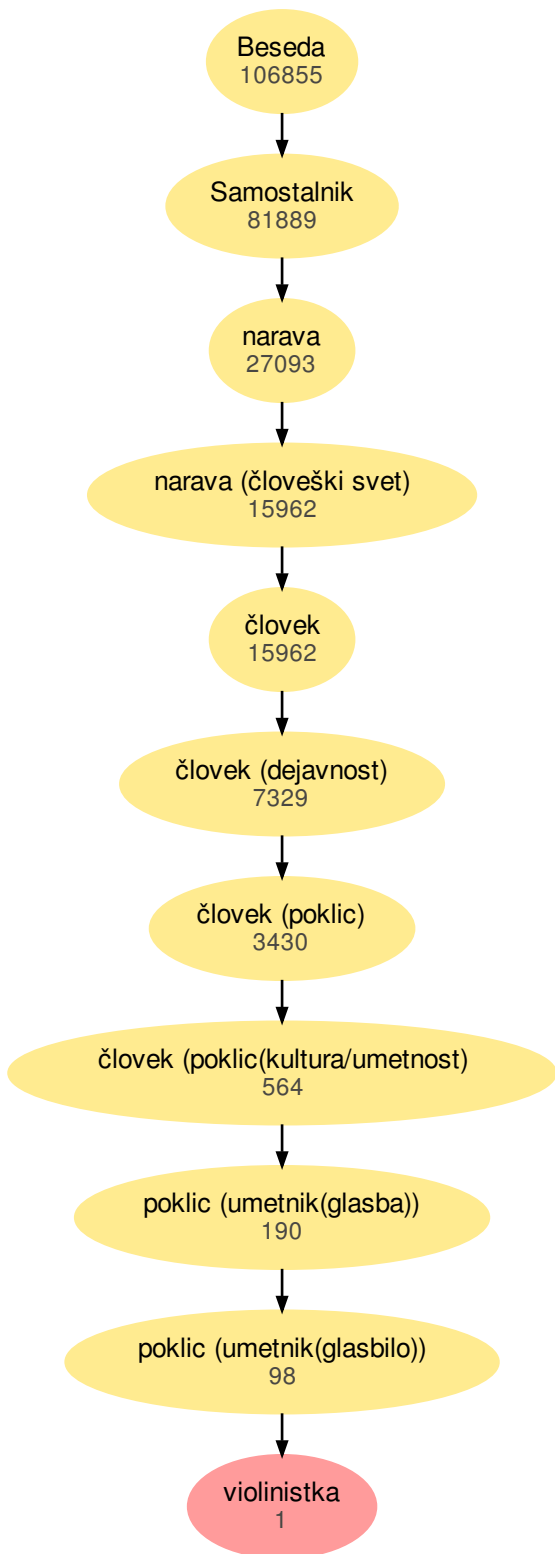 Beseda
106855
Samostalnik
81889
narava
27093
narava (človeški svet)
15962
človek
15962
človek (dejavnost)
7329
človek (poklic)
3430
človek (poklic(kultura/umetnost)
564
poklic (umetnik(glasba))
190
poklic (umetnik(glasbilo))
98
violinistka
1